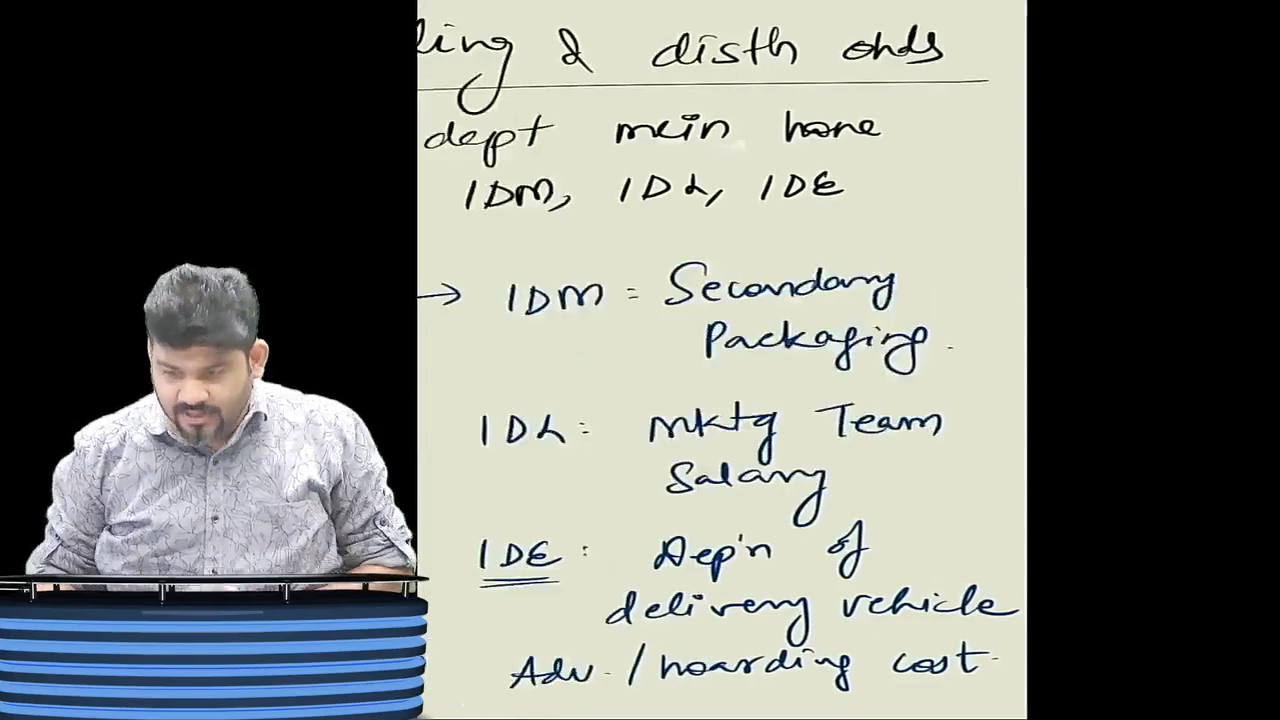 ling & distn ohds
dept mein hone
IDM, IDL, IDE
→ IDM = Secondary
Packaging.
IDL: Mktg Team
Salary
IDE: Dep'n of
delivery vehicle
Adv. / hoarding cost.